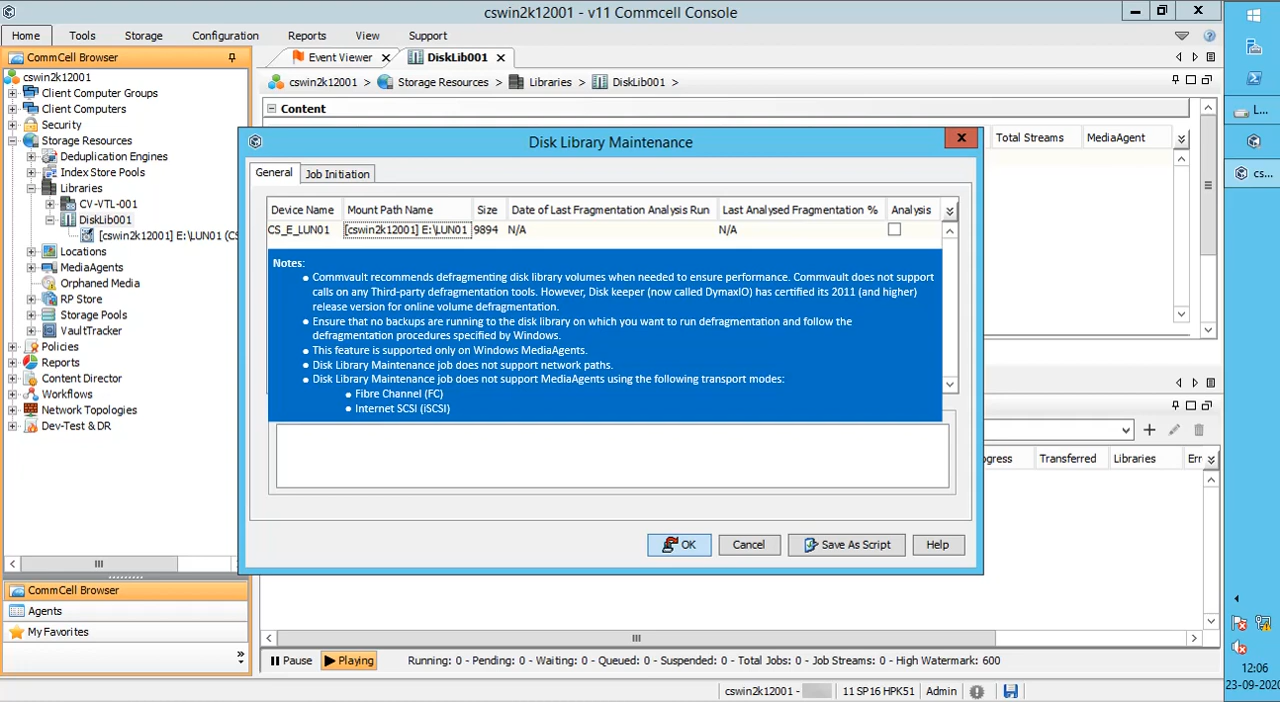 cswin2k12001 - v11 Commcell Console
Home Tools Storage Configuration Reports View Support
CommCell Browser
cswin2k12001
Client Computer Groups
Client Computers
Security
Storage Resources
Deduplication Engines
Index Store Pools
Libraries
CV-VTL-001
DiskLib001
[cswin2k12001] E:\LUN01 (CS
Locations
MediaAgents
Orphaned Media
RP Store
Storage Pools
VaultTracker
Policies
Reports
Content Director
Workflows
Network Topologies
Dev-Test & DR
CommCell Browser
Agents
My Favorites
Event Viewer DiskLib001
cswin2k12001 > Storage Resources > Libraries > DiskLib001 >
Content
Total Streams MediaAgent
Disk Library Maintenance
General Job Initiation
Device Name Mount Path Name Size Date of Last Fragmentation Analysis Run Last Analysed Fragmentation % Analysis
CS_E_LUN01 [cswin2k12001] E:\LUN01 9894 N/A N/A
Notes:
● Commvault recommends defragmenting disk library volumes when needed to ensure performance. Commvault does not support
calls on any Third-party defragmentation tools. However, Disk keeper (now called DymaxIO) has certified its 2011 (and higher)
release version for online volume defragmentation.
● Ensure that no backups are running to the disk library on which you want to run defragmentation and follow the
defragmentation procedures specified by Windows.
● This feature is supported only on Windows MediaAgents.
● Disk Library Maintenance job does not support network paths.
● Disk Library Maintenance job does not support MediaAgents using the following transport modes:
● Fibre Channel (FC)
● Internet SCSI (iSCSI)
OK Cancel Save As Script Help
ogress Transferred Libraries Err
Pause Playing Running: 0 - Pending: 0 - Waiting: 0 - Queued: 0 - Suspended: 0 - Total Jobs: 0 - Job Streams: 0 - High Watermark: 600
cswin2k12001 - 11 SP16 HPK51 Admin
L...
cs...
12:06
23-09-2020